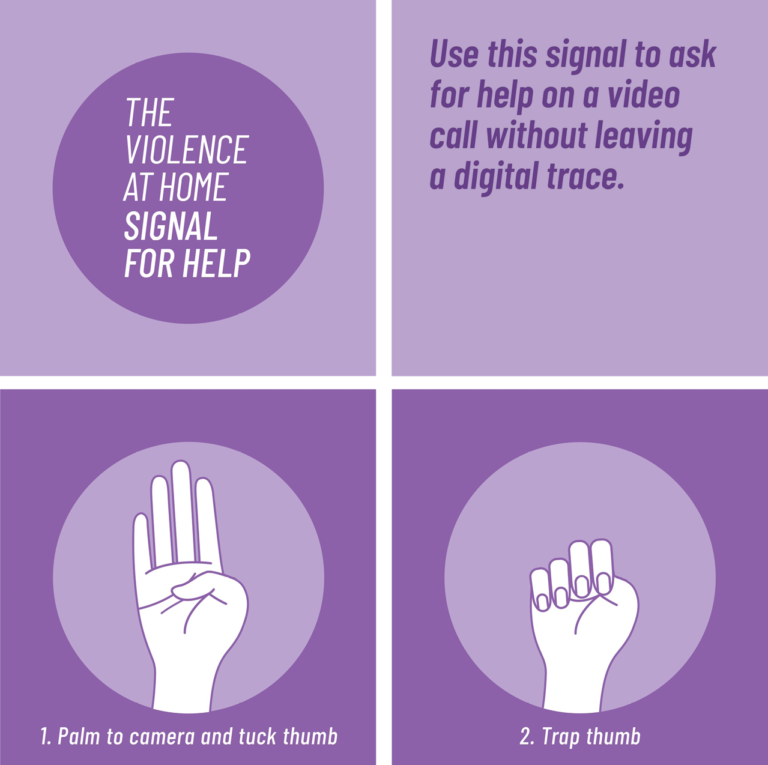 THE
VIOLENCE
AT HOME
SIGNAL
FOR HELP
Use this signal to ask
for help on a video
call without leaving
a digital trace.
1. Palm to camera and tuck thumb
2. Trap thumb